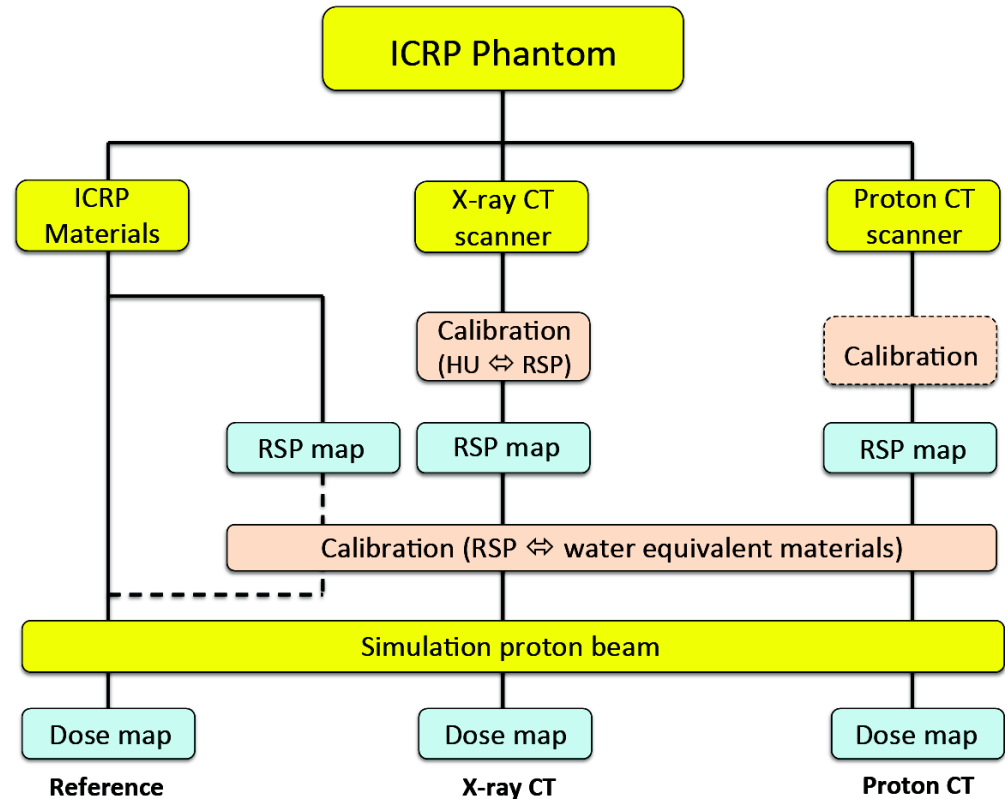 ICRP Phantom
ICRP
Materials
X-ray CT
scanner
Proton CT
scanner
Calibration
(HU ⬄ RSP)
Calibration
RSP map
RSP map
RSP map
Calibration (RSP ⬄ water equivalent materials)
Simulation proton beam
Dose map
Dose map
Dose map
Reference
X-ray CT
Proton CT